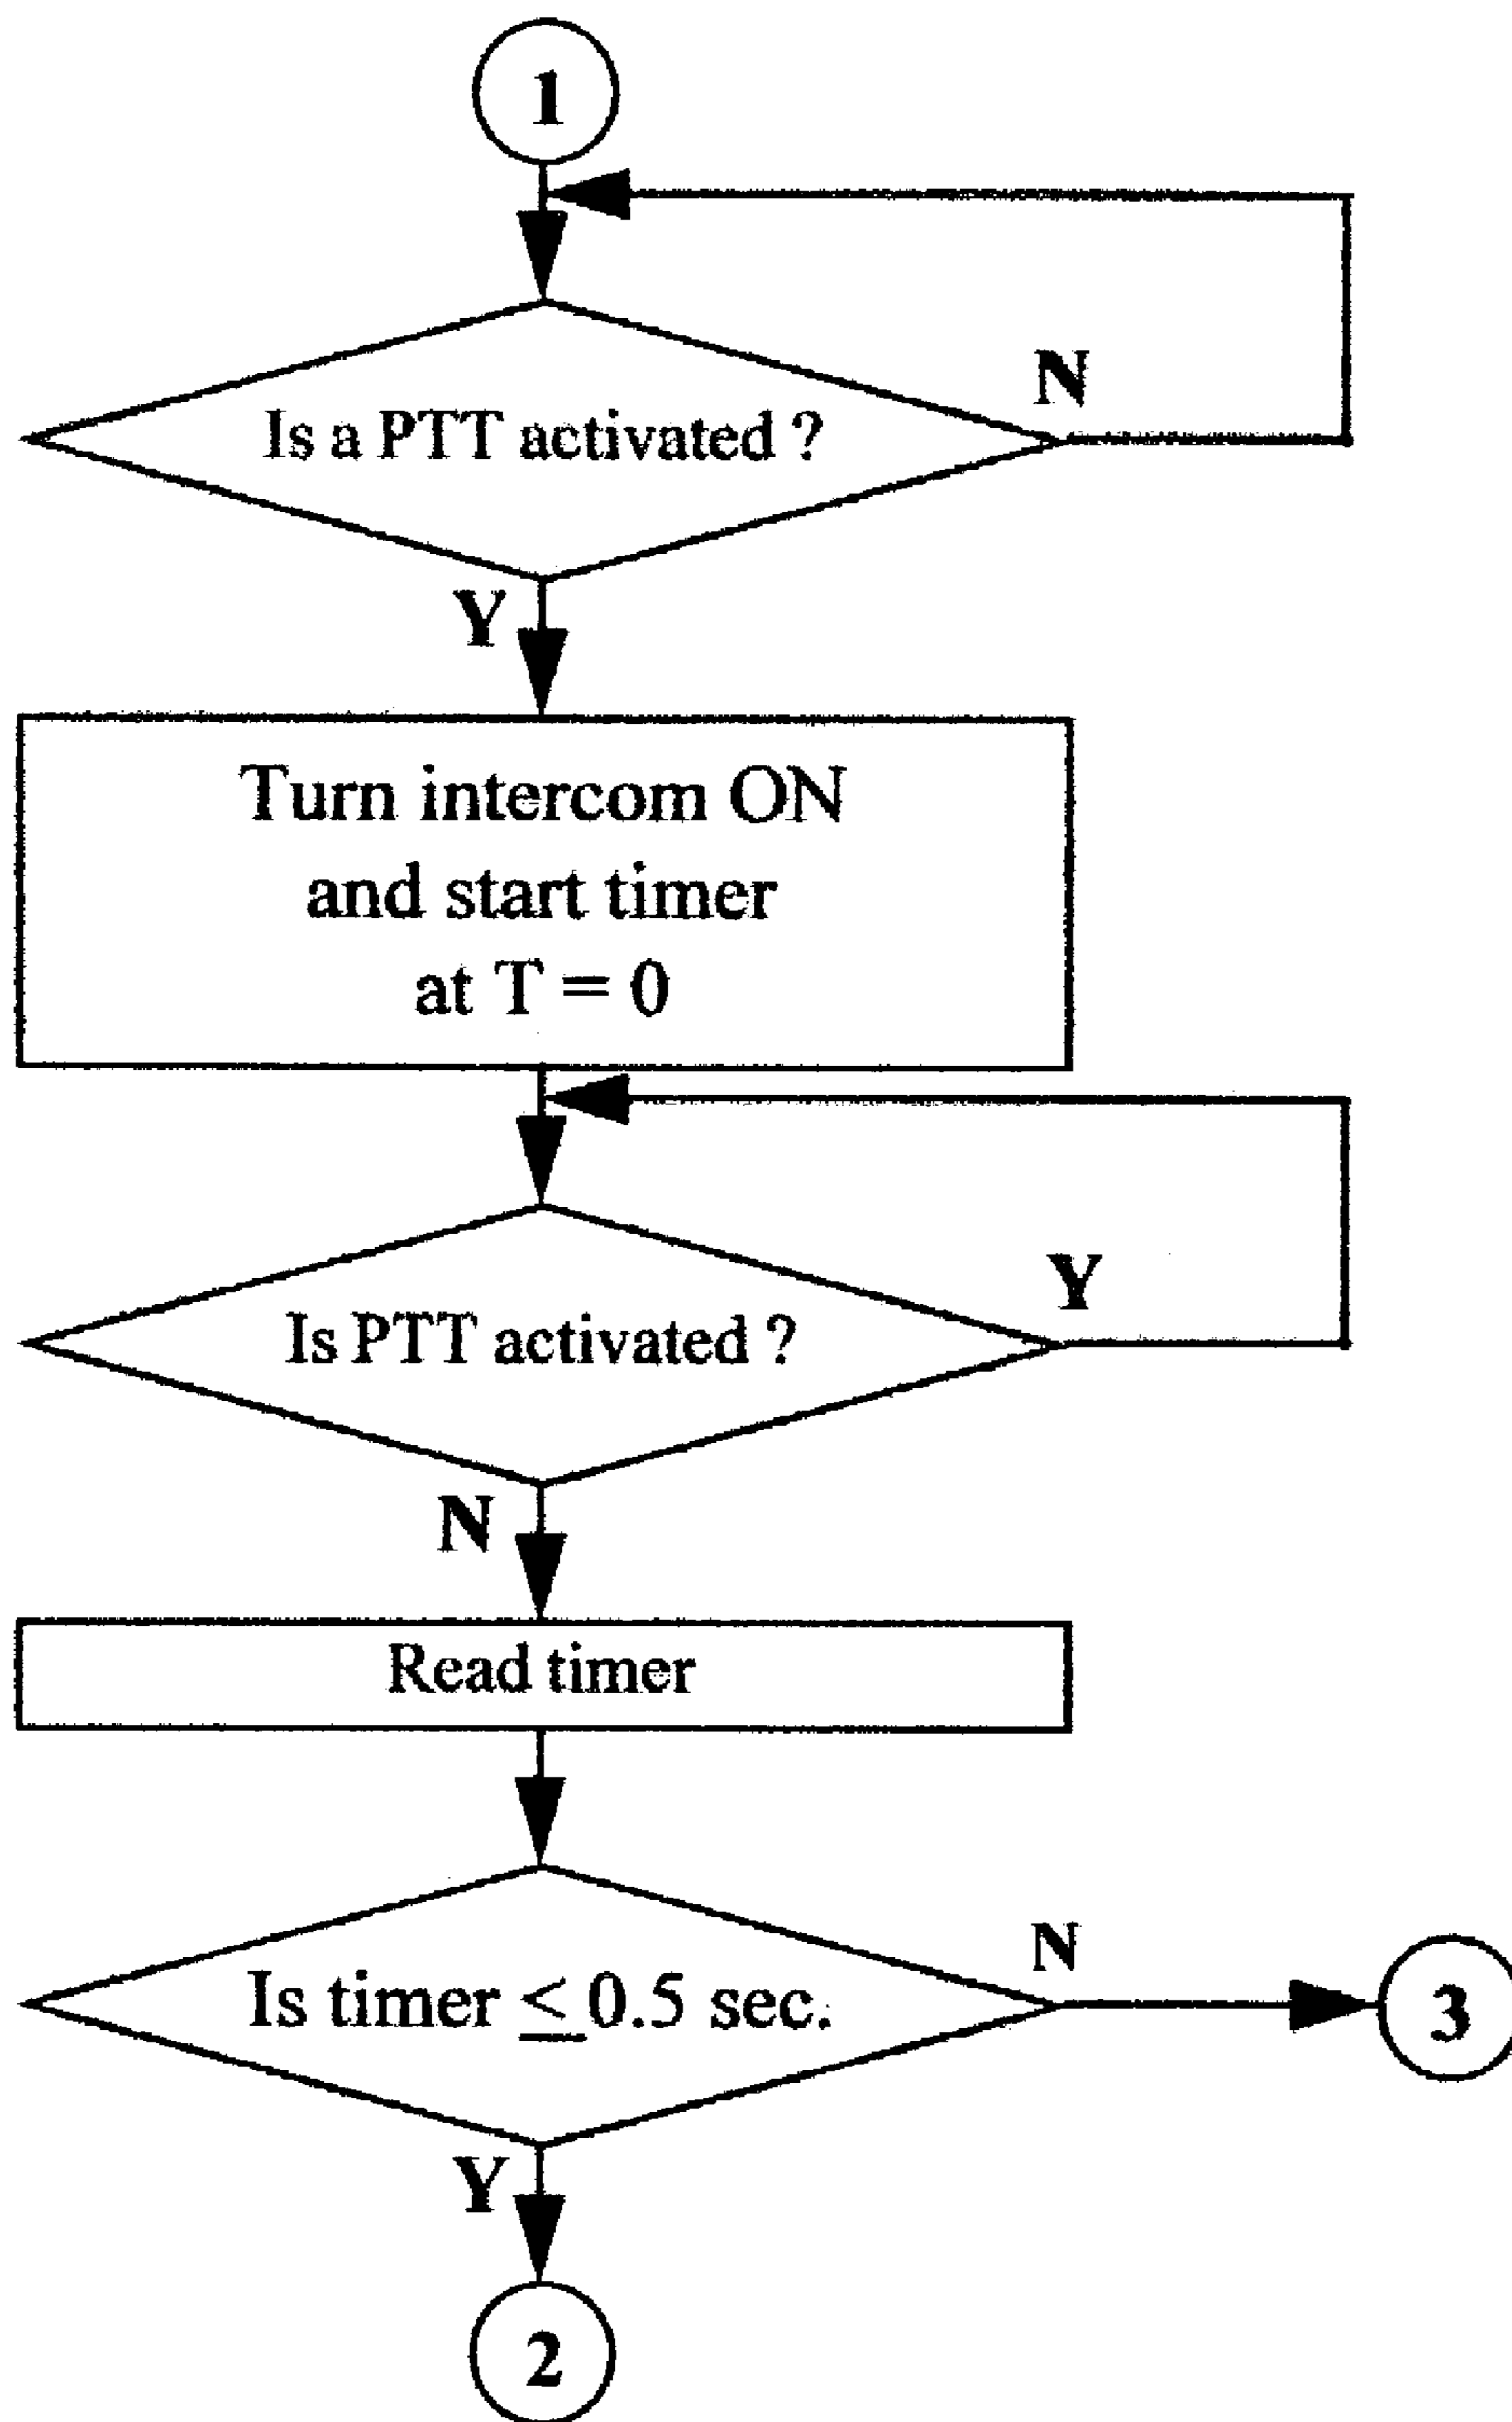 1
Is a PTT activated ?
N
Y
Turn intercom ON
and start timer
at T = 0
Is PTT activated ?
Y
N
Read timer
Is timer ≤ 0.5 sec.
N
3
Y
2